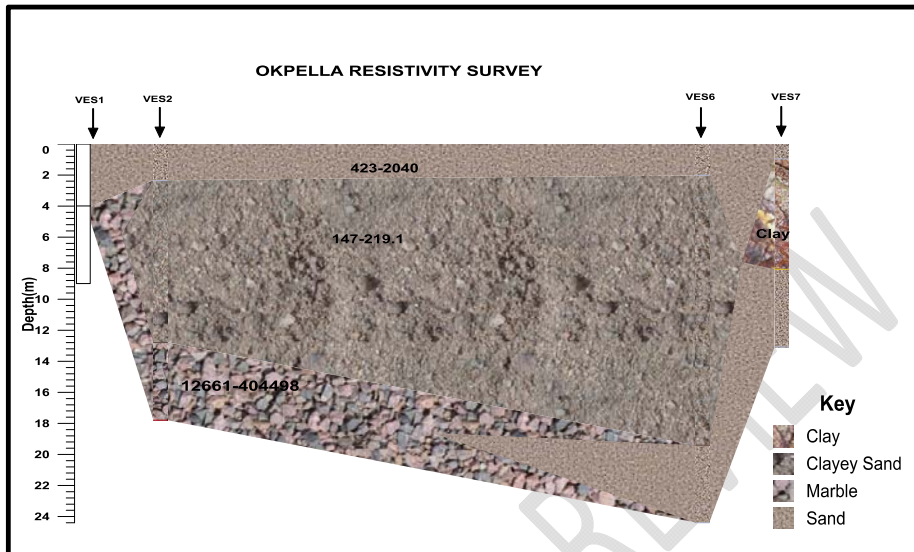 OKPELLA RESISTIVITY SURVEY
VES1 VES2 VES6 VES7
0
2
4
6
8
10
12
14
16
18
20
22
24
Depth(m)
423-2040
147-219.1
Clay
12661-404498
Key
Clay
Clayey Sand
Marble
Sand